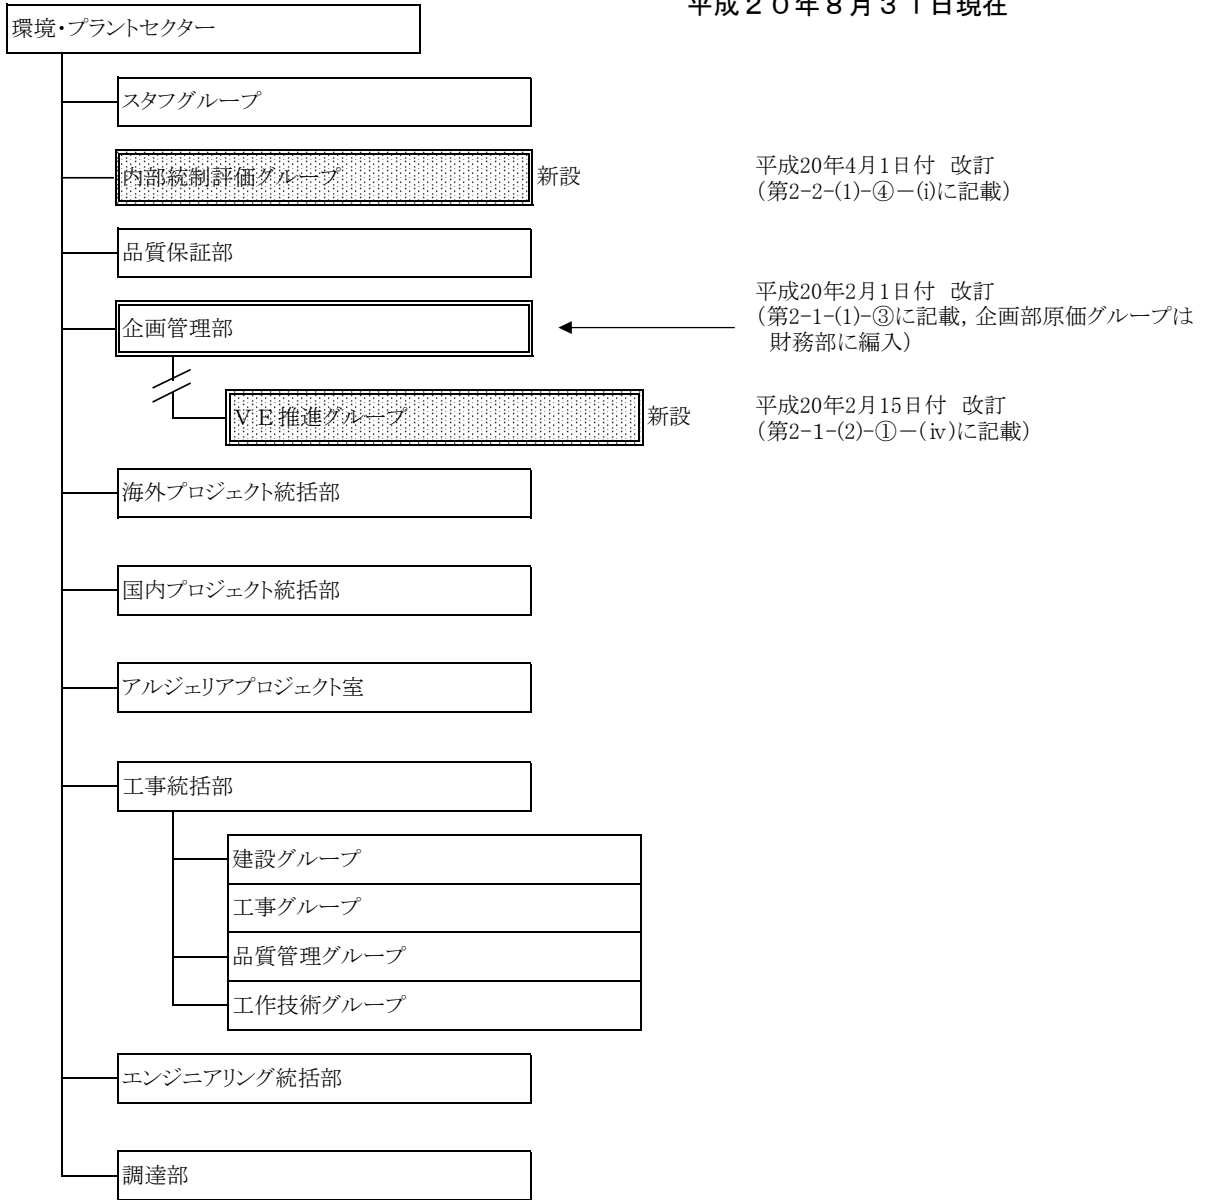 平成２０年８月３１日現在
環境・プラントセクター
スタフグループ
内部統制評価グループ 新設 平成20年4月1日付 改訂
（第2-2-(1)-④－(i)に記載）
品質保証部
企画管理部 平成20年2月1日付 改訂
（第2-1-(1)-③に記載，企画部原価グループは
財務部に編入）
ＶＥ推進グループ 新設 平成20年2月15日付 改訂
（第2-1-(2)-①－(ⅳ)に記載）
海外プロジェクト統括部
国内プロジェクト統括部
アルジェリアプロジェクト室
工事統括部
建設グループ
工事グループ
品質管理グループ
工作技術グループ
エンジニアリング統括部
調達部